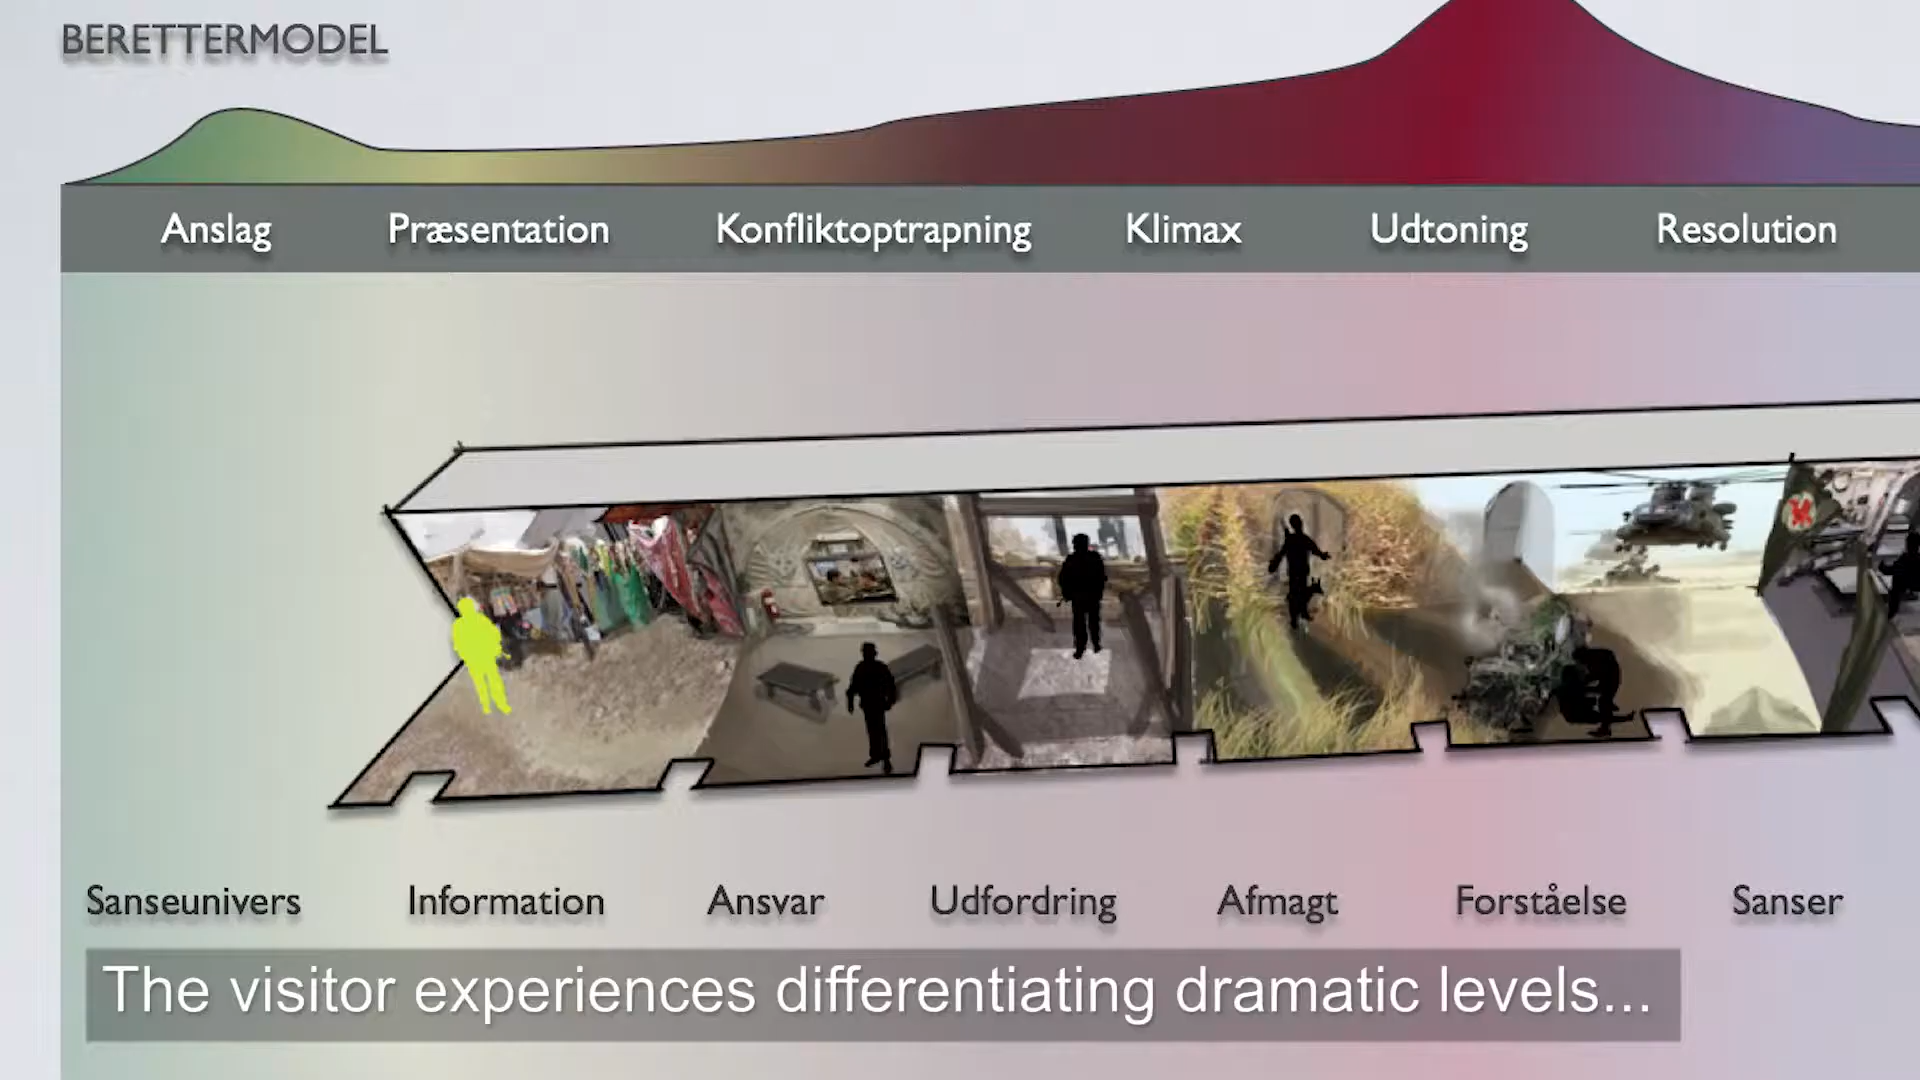 BERETTERMODEL
Anslag Præsentation Konfliktoptrapning Klimax Udtoning Resolution
Sanseunivers Information Ansvar Udfordring Afmagt Forståelse Sanser
The visitor experiences differentiating dramatic levels...